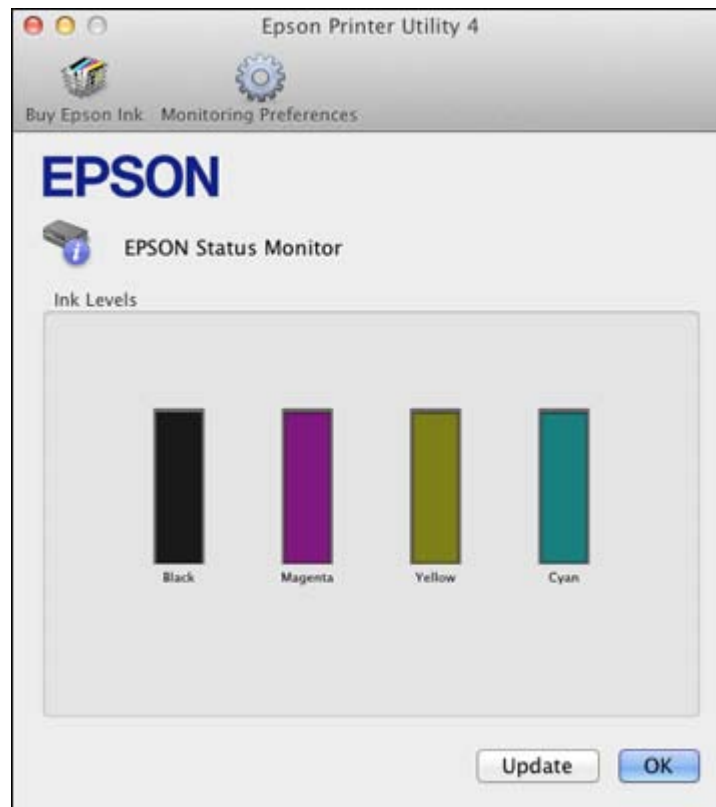 Epson Printer Utility 4
Buy Epson Ink Monitoring Preferences
EPSON
i
EPSON Status Monitor
Ink Levels
Black Magenta Yellow Cyan
Update OK